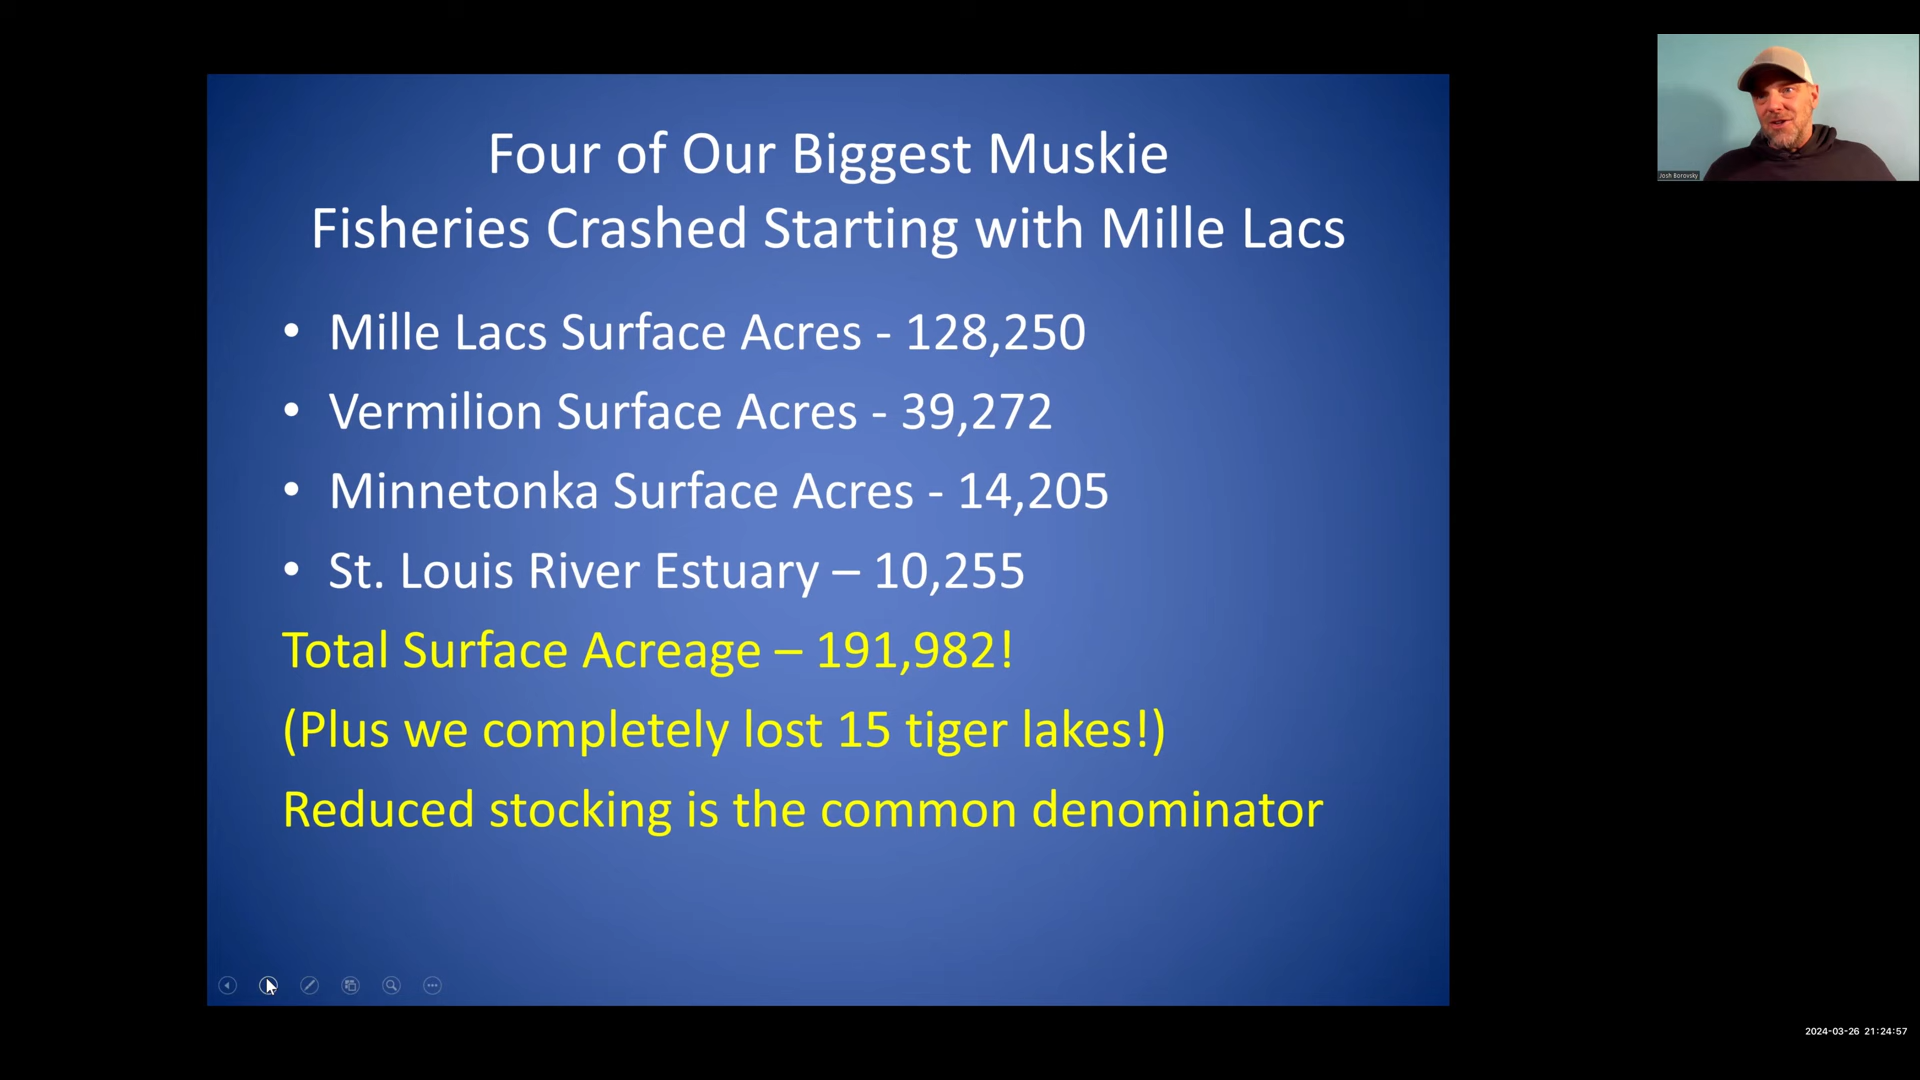 Four of Our Biggest Muskie
Fisheries Crashed Starting with Mille Lacs
• Mille Lacs Surface Acres - 128,250
• Vermilion Surface Acres - 39,272
• Minnetonka Surface Acres - 14,205
• St. Louis River Estuary – 10,255
Total Surface Acreage – 191,982!
(Plus we completely lost 15 tiger lakes!)
Reduced stocking is the common denominator
Josh Borovsky
2024-03-26 21:24:57